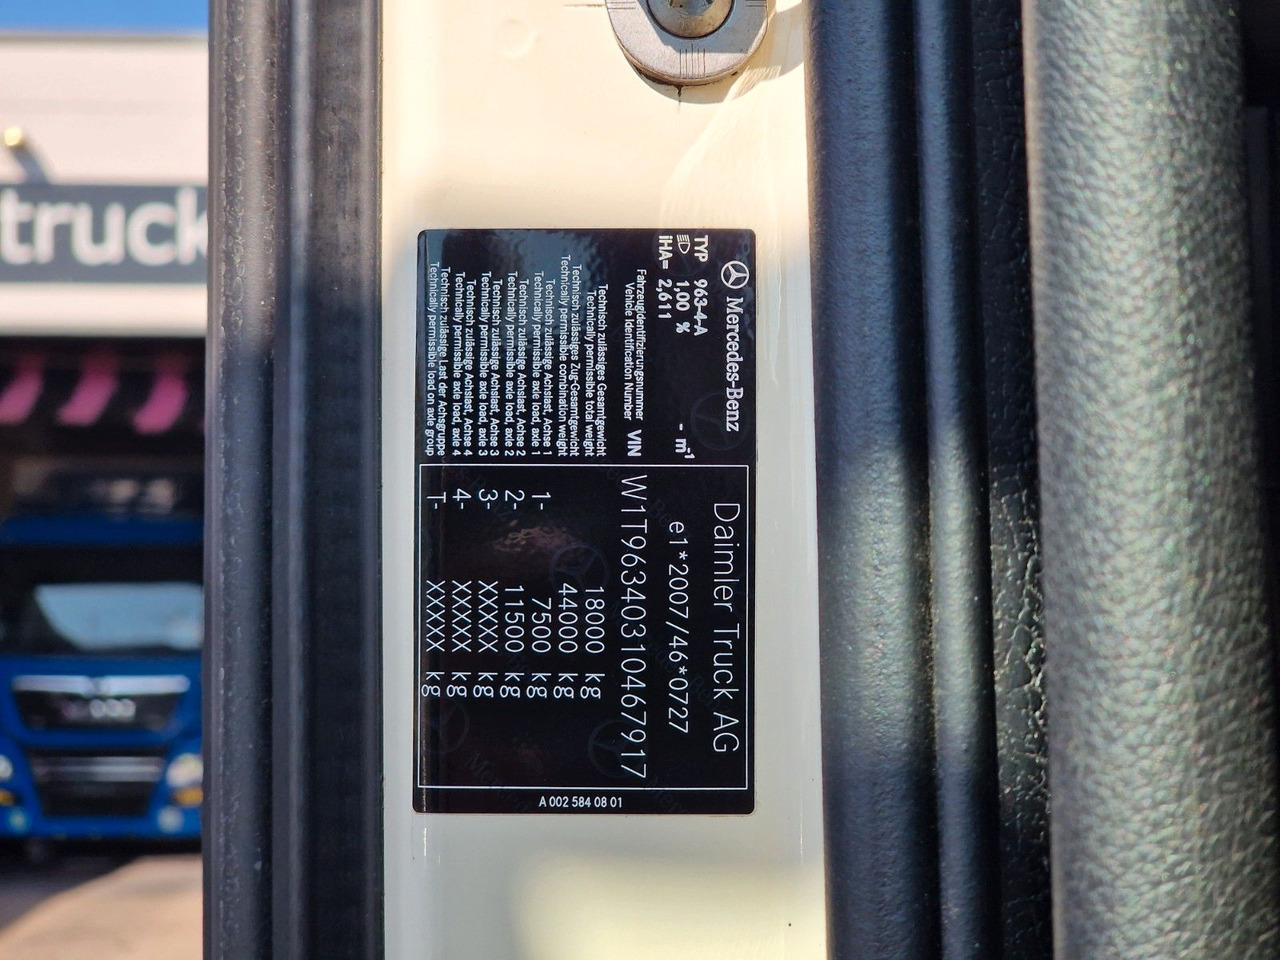 truck
Mercedes-Benz
Daimler Truck AG
TYP 963-4-A
1,00 % - m⁻¹
e1*2007/46*0727
iHA= 2,611
Fahrzeugidentifizierungsnummer
Vehicle Identification Number VIN
W1T96340310467917
Technisch zulässiges Gesamtgewicht
Technically permissible total weight
18000 kg
Technisch zulässiges Zug-Gesamtgewicht
Technically permissible combination weight
44000 kg
Technisch zulässige Achslast, Achse 1
Technically permissible axle load, axle 1
1- 7500 kg
Technisch zulässige Achslast, Achse 2
Technically permissible axle load, axle 2
2- 11500 kg
Technisch zulässige Achslast, Achse 3
Technically permissible axle load, axle 3
3- XXXXX kg
Technisch zulässige Achslast, Achse 4
Technically permissible axle load, axle 4
4- XXXXX kg
Technisch zulässige Last der Achsgruppe
Technically permissible load on axle group
T- XXXXX kg
A 002 584 08 01